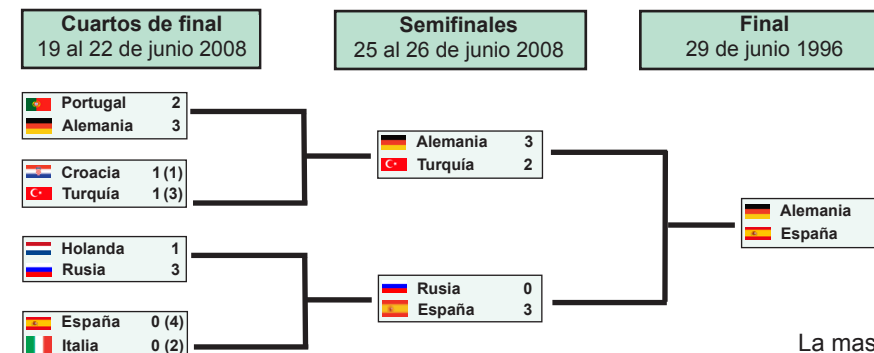 Cuartos de final
19 al 22 de junio 2008
Semifinales
25 al 26 de junio 2008
Final
29 de junio 1996
Portugal 2
Alemania 3
Croacia 1 (1)
Turquía 1 (3)
Holanda 1
Rusia 3
España 0 (4)
Italia 0 (2)
Alemania 3
Turquía 2
Rusia 0
España 3
Alemania
España
La mas